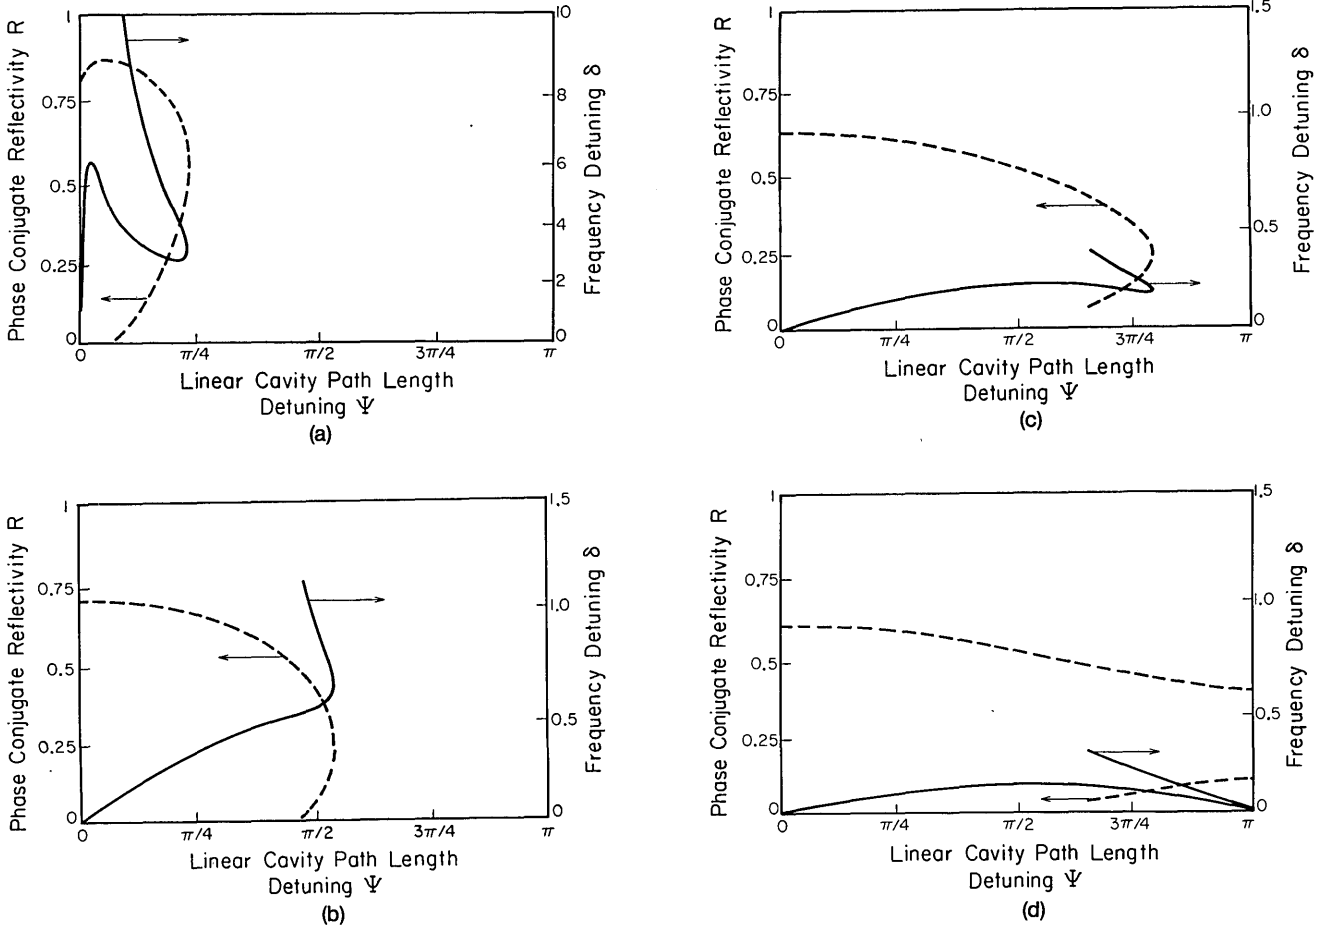 Phase Conjugate Reflectivity R
1
0.75
0.5
0.25
0
10
8
6
4
2
0
Frequency Detuning δ
0
π/4
π/2
3π/4
π
Linear Cavity Path Length
Detuning Ψ
(a)
Phase Conjugate Reflectivity R
1
0.75
0.5
0.25
0
1.5
1.0
0.5
0
Frequency Detuning δ
0
π/4
π/2
3π/4
π
Linear Cavity Path Length
Detuning Ψ
(c)
Phase Conjugate Reflectivity R
1
0.75
0.5
0.25
0
1.5
1.0
0.5
0
Frequency Detuning δ
0
π/4
π/2
3π/4
π
Linear Cavity Path Length
Detuning Ψ
(b)
Phase Conjugate Reflectivity R
1
0.75
0.5
0.25
0
1.5
1.0
0.5
0
Frequency Detuning δ
0
π/4
π/2
3π/4
π
Linear Cavity Path Length
Detuning Ψ
(d)